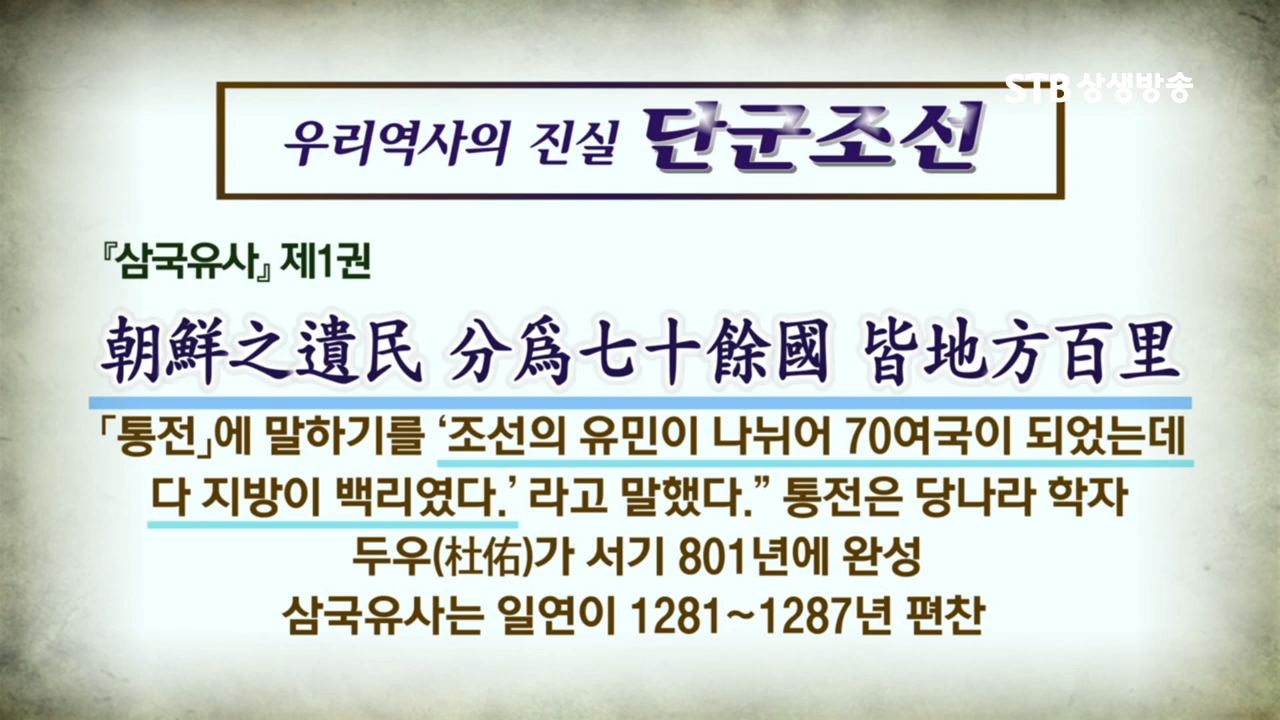 STB 상생방송
우리역사의 진실 단군조선
『삼국유사』 제1권
朝鮮之遺民 分爲七十餘國 皆地方百里
「통전」에 말하기를 ‘조선의 유민이 나뉘어 70여국이 되었는데
다 지방이 백리였다.’ 라고 말했다.” 통전은 당나라 학자
두우(杜佑)가 서기 801년에 완성
삼국유사는 일연이 1281~1287년 편찬